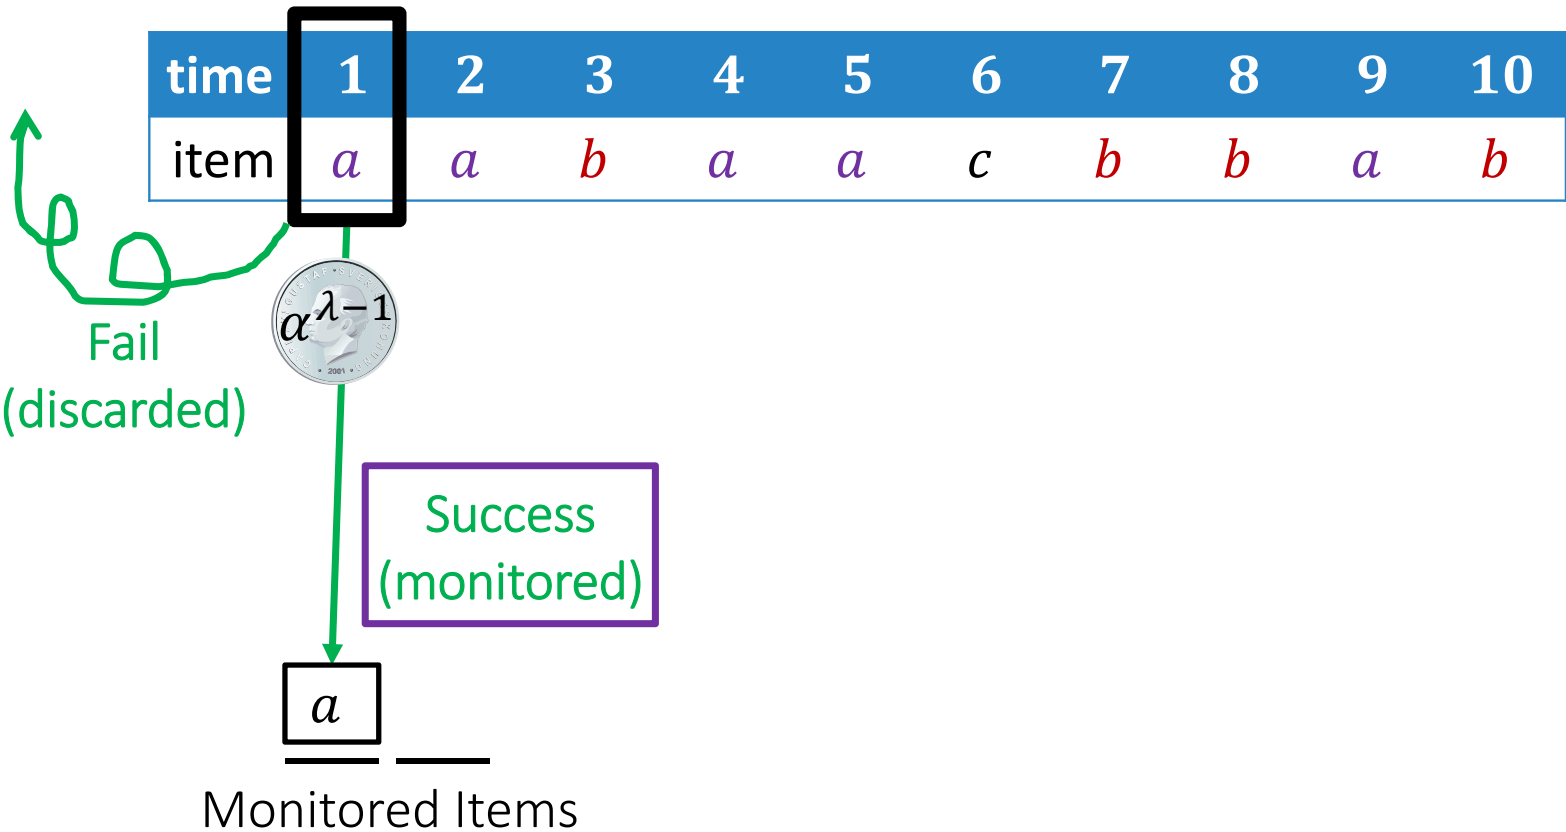 time 1 2 3 4 5 6 7 8 9 10
item a a b a a c b b a b
α^{λ−1}
2001
Fail
(discarded)
Success
(monitored)
a
Monitored Items